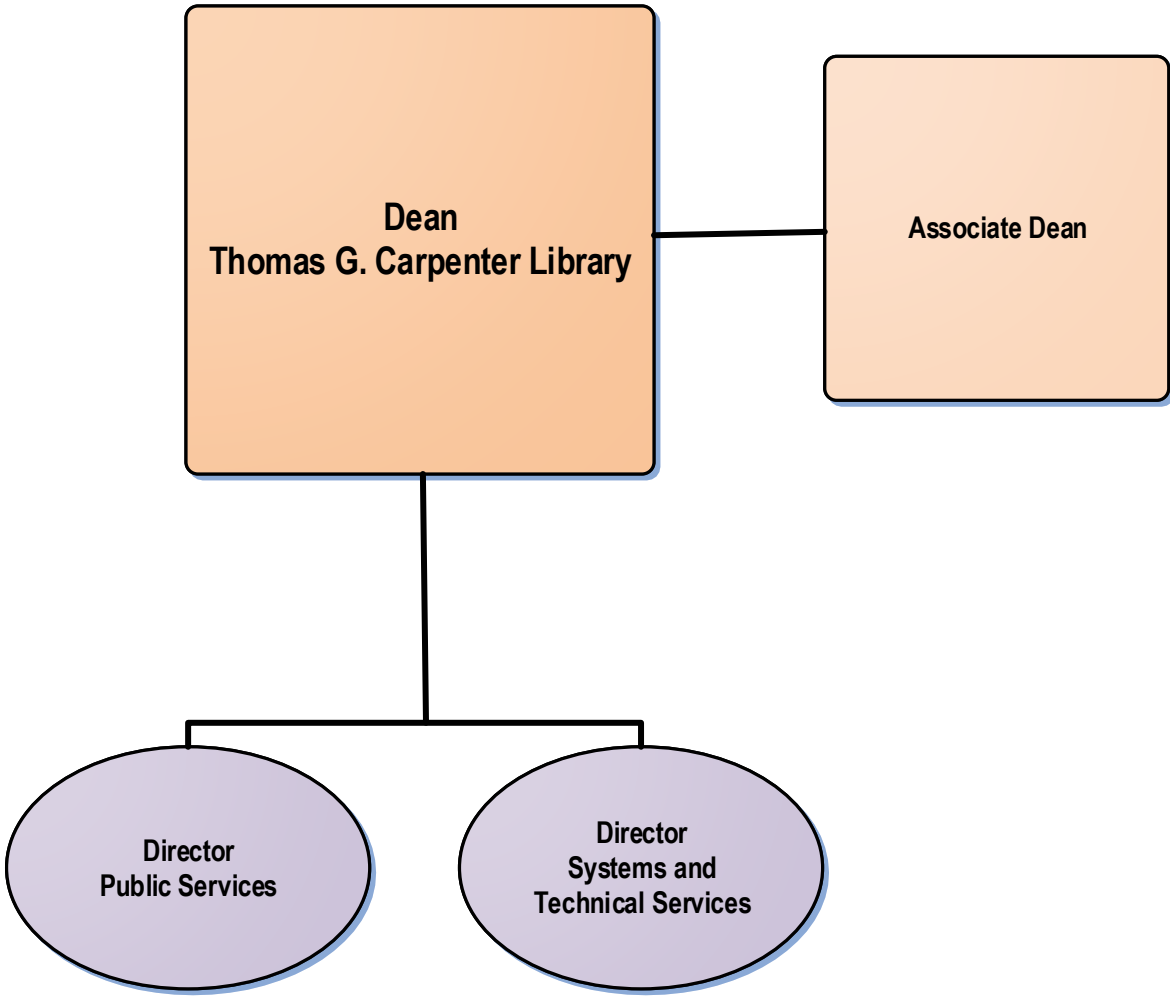 Dean
Thomas G. Carpenter Library
Associate Dean
Director
Public Services
Director
Systems and
Technical Services